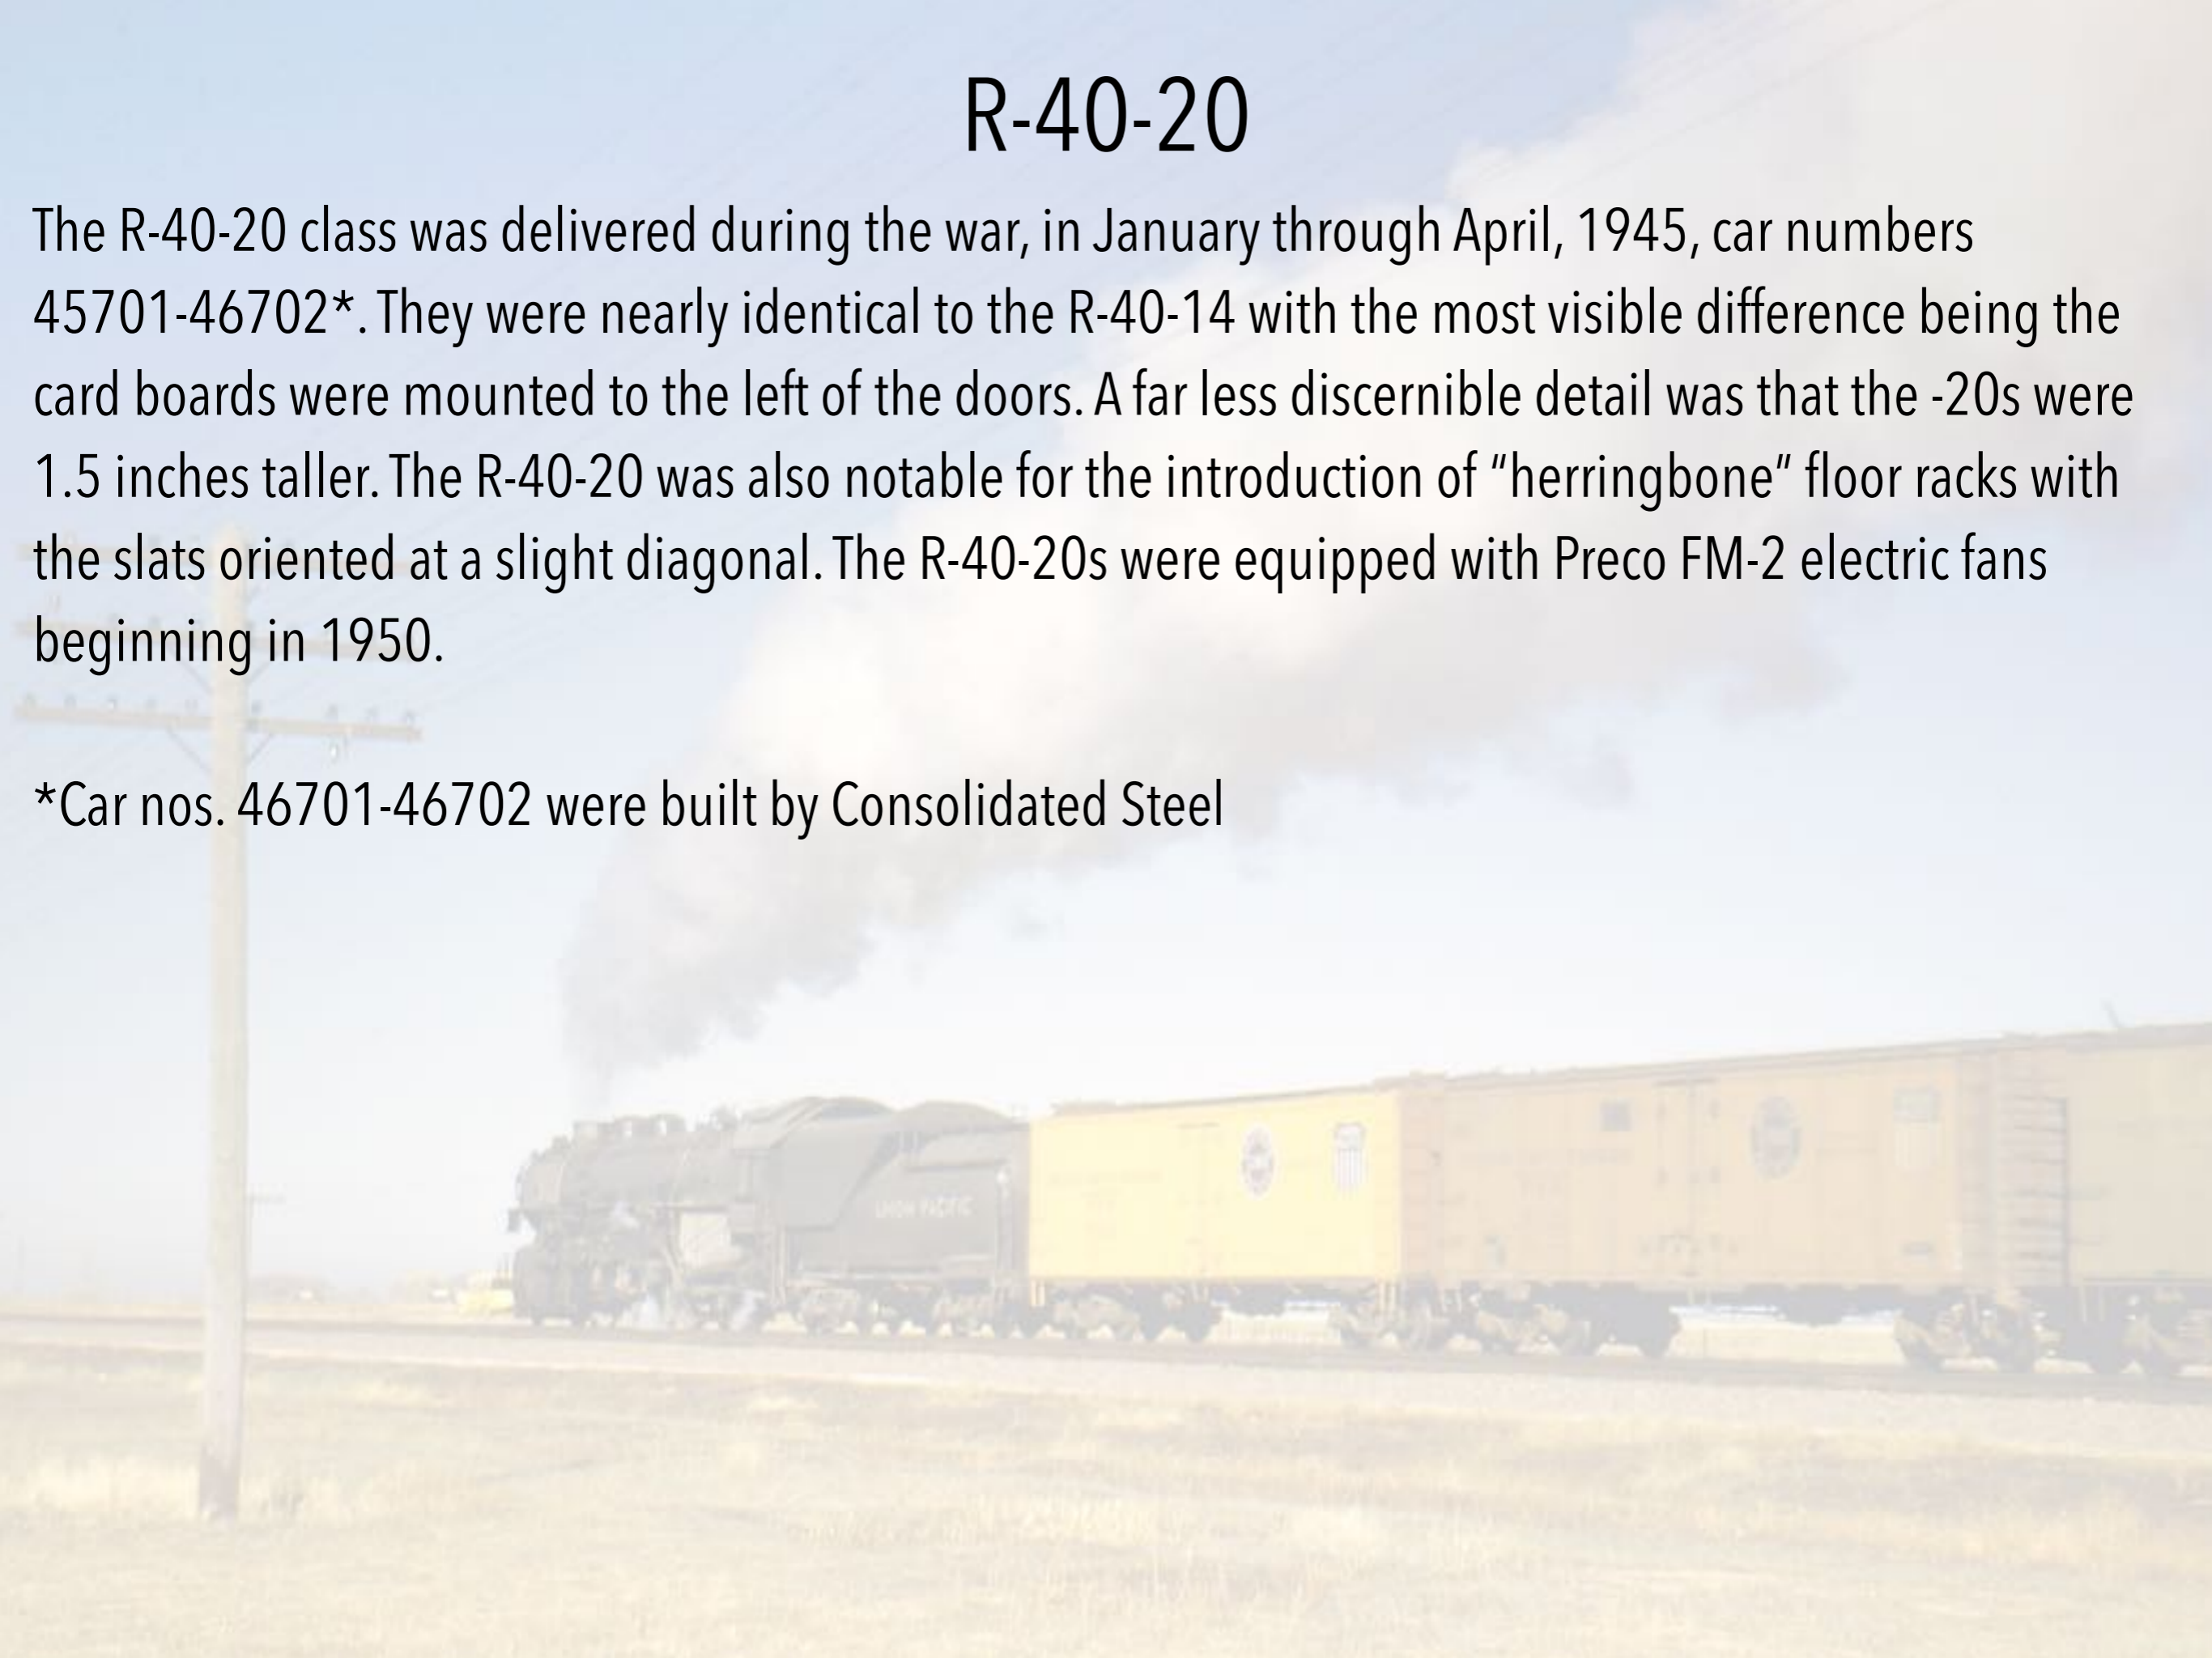 R-40-20
The R-40-20 class was delivered during the war, in January through April, 1945, car numbers
45701-46702*. They were nearly identical to the R-40-14 with the most visible difference being the
card boards were mounted to the left of the doors. A far less discernible detail was that the -20s were
1.5 inches taller. The R-40-20 was also notable for the introduction of “herringbone” floor racks with
the slats oriented at a slight diagonal. The R-40-20s were equipped with Preco FM-2 electric fans
beginning in 1950.
*Car nos. 46701-46702 were built by Consolidated Steel
UNION PACIFIC